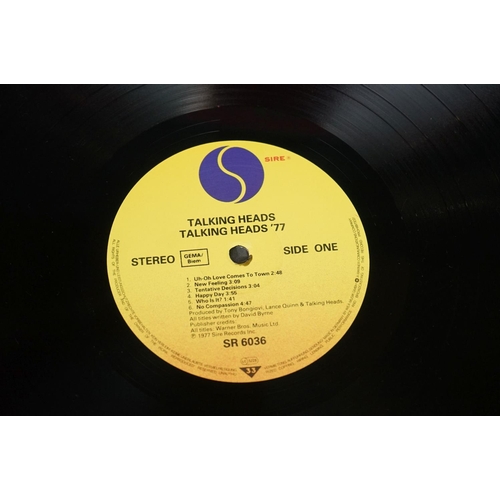 SIRE
TALKING HEADS
TALKING HEADS '77
STEREO GEMA/ Biem SIDE ONE
1. Uh-Oh Love Comes To Town 2:48
2. New Feeling 3:09
3. Tentative Decisions 3:04
4. Happy Day 3:55
5. Who Is It? 1:41
6. No Compassion 4:47
Produced by Tony Bongiovi, Lance Quinn & Talking Heads.
All titles written by David Byrne
Publisher credits:
All titles: Warner Bros. Music Ltd.
℗ 1977 Sire Records Inc.
SR 6036
33